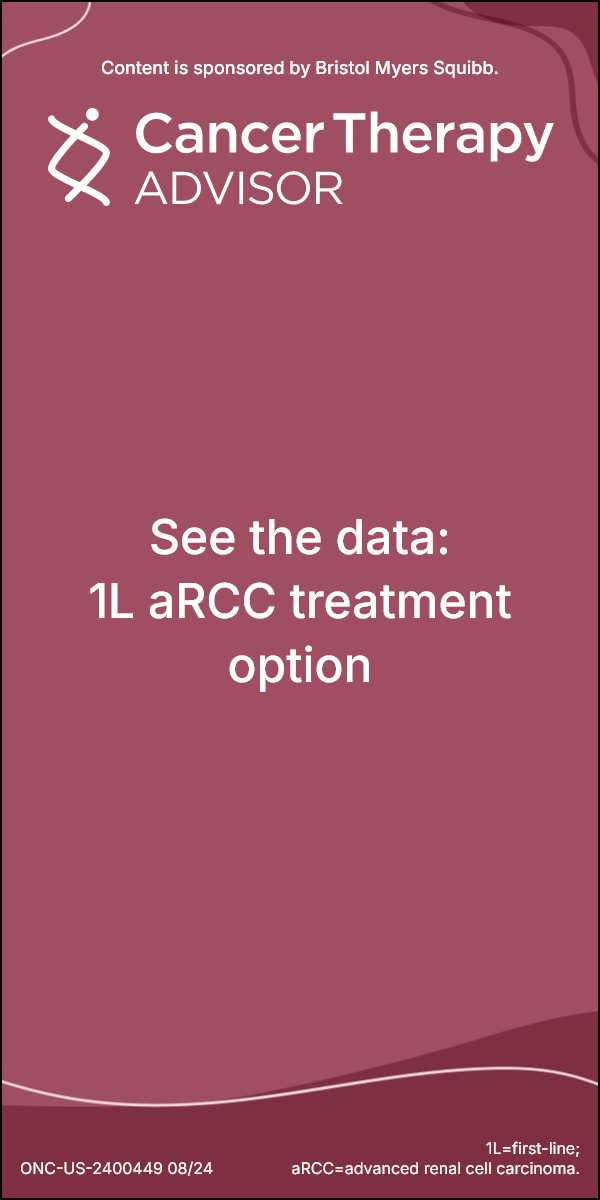 Content is sponsored by Bristol Myers Squibb.
Cancer Therapy
ADVISOR
See the data:
1L aRCC treatment
option
1L=first-line;
ONC-US-2400449 08/24 aRCC=advanced renal cell carcinoma.